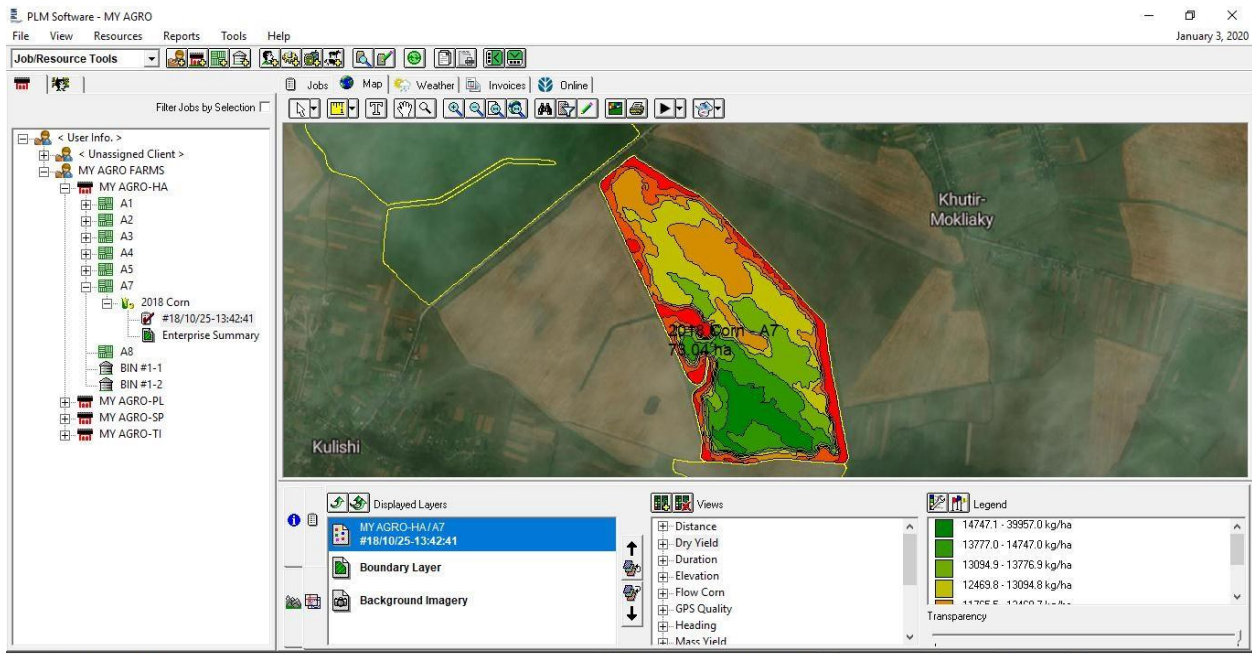 PLM Software - MY AGRO
File View Resources Reports Tools Help
January 3, 2020
Job/Resource Tools
Jobs Map Weather Invoices Online
Filter Jobs by Selection
< User Info. >
< Unassigned Client >
MY AGRO FARMS
MY AGRO-HA
A1
A2
A3
A4
A5
A7
2018 Corn
#18/10/25-13:42:41
Enterprise Summary
A8
BIN #1-1
BIN #1-2
MY AGRO-PL
MY AGRO-SP
MY AGRO-TI
Khutir-
Mokliaky
2018 Corn - A7
73.04 ha
Kulishi
Displayed Layers
MY AGRO-HA / A7
#18/10/25-13:42:41
Boundary Layer
Background Imagery
Views
Distance
Dry Yield
Duration
Elevation
Flow Corn
GPS Quality
Heading
Mass Yield
Legend
14747.1 - 39957.0 kg/ha
13777.0 - 14747.0 kg/ha
13094.9 - 13776.9 kg/ha
12469.8 - 13094.8 kg/ha
Transparency